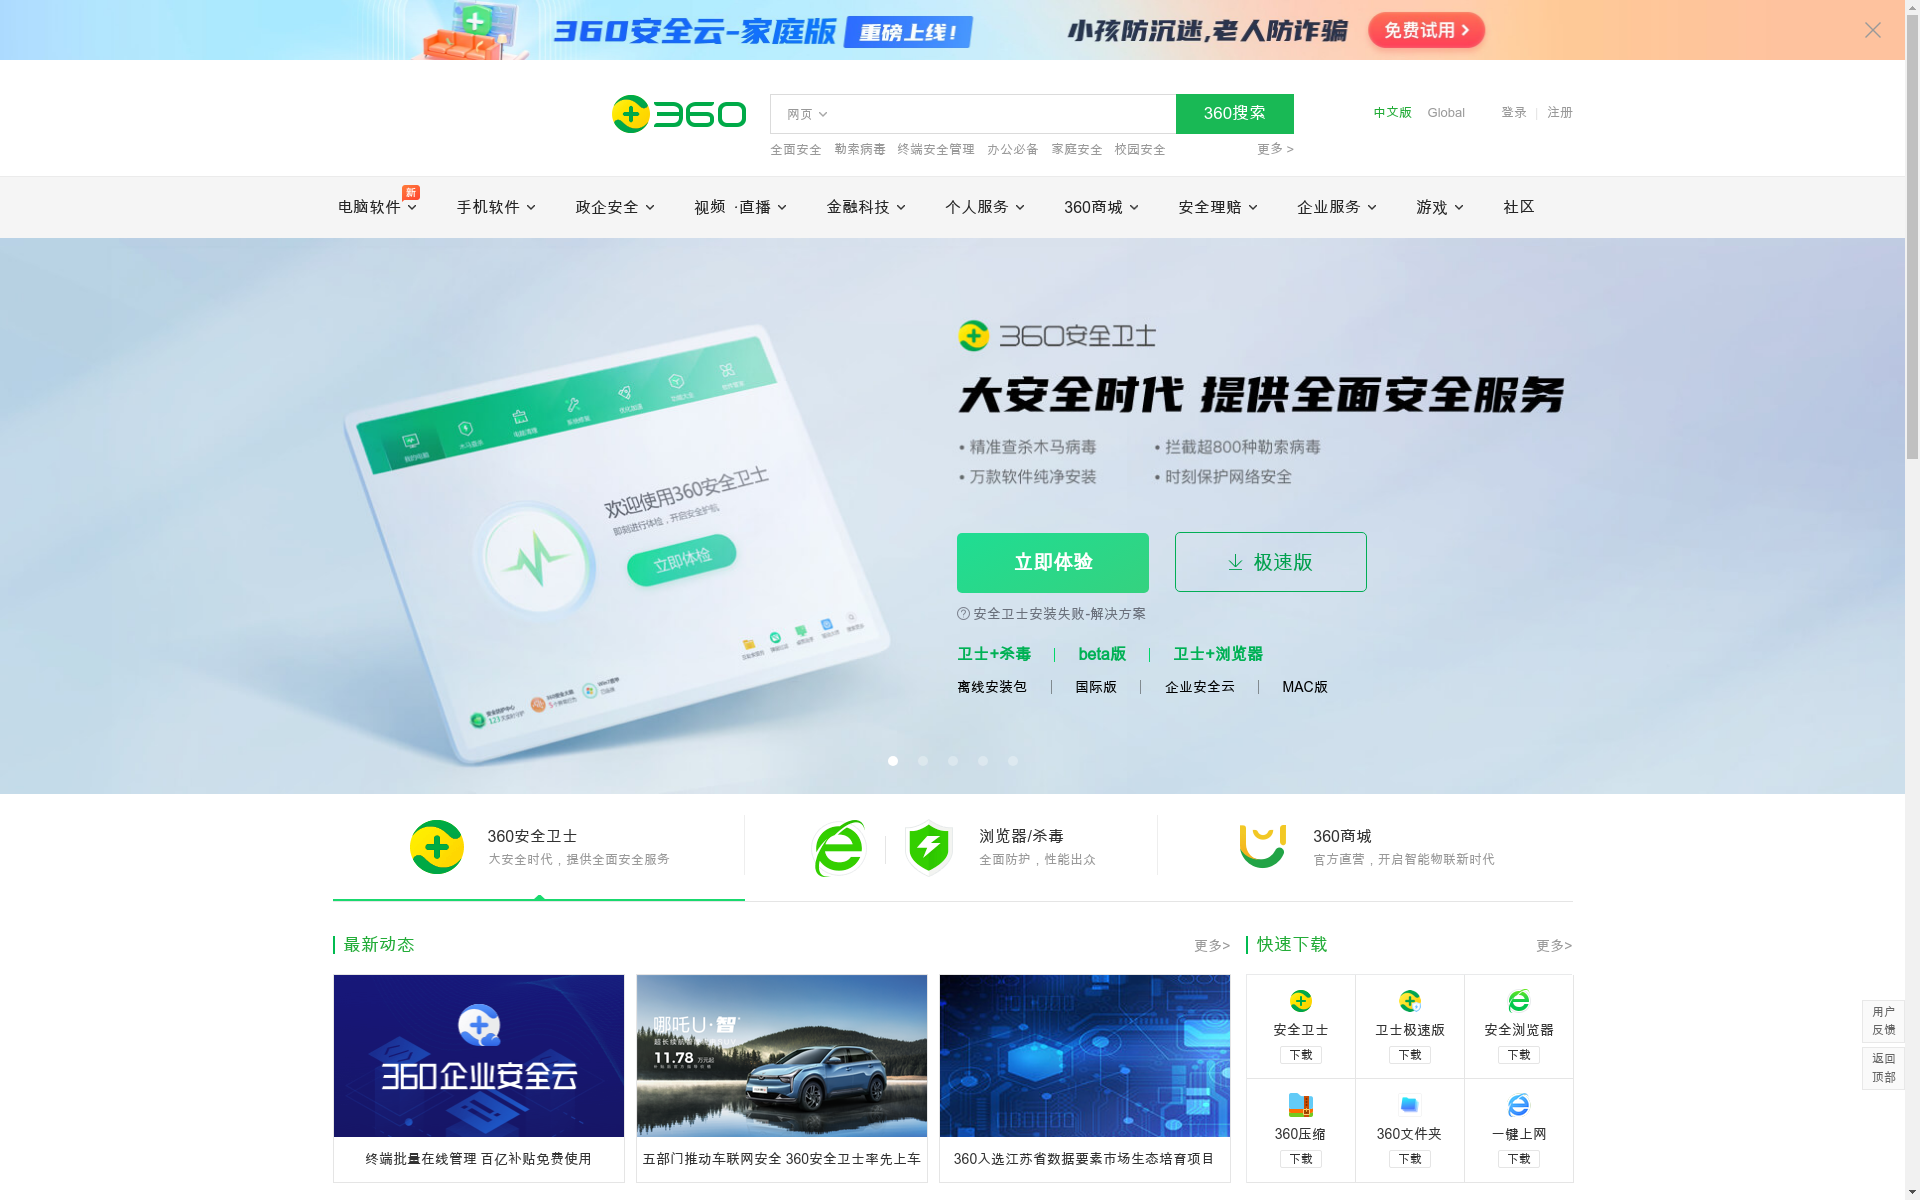 360安全云-家庭版 重磅上线! 小孩防沉迷,老人防诈骗 免费试用
360
网页
360搜索
中文版 Global 登录 注册
全面安全 勒索病毒 终端安全管理 办公必备 家庭安全 校园安全 更多 >
新
电脑软件 手机软件 政企安全 视频 ·直播 金融科技 个人服务 360商城 安全理赔 企业服务 游戏 社区
360安全卫士
大安全时代 提供全面安全服务
• 精准查杀木马病毒 • 拦截超800种勒索病毒
• 万款软件纯净安装 • 时刻保护网络安全
欢迎使用360安全卫士
即刻进行体检，开启安全护航
立即体检
立即体验 极速版
安全卫士安装失败-解决方案
卫士+杀毒 beta版 卫士+浏览器
离线安装包 国际版 企业安全云 MAC版
360安全卫士
大安全时代，提供全面安全服务
浏览器/杀毒
全面防护，性能出众
360商城
官方直营，开启智能物联新时代
最新动态 更多>
快速下载 更多>
360企业安全云
终端批量在线管理 百亿补贴免费使用
哪吒U·智
11.78 万元起
五部门推动车联网安全 360安全卫士率先上车
360入选江苏省数据要素市场生态培育项目
安全卫士 卫士极速版 安全浏览器
下载 下载 下载
360压缩 360文件夹 一键上网
下载 下载 下载
用户
反馈
返回
顶部